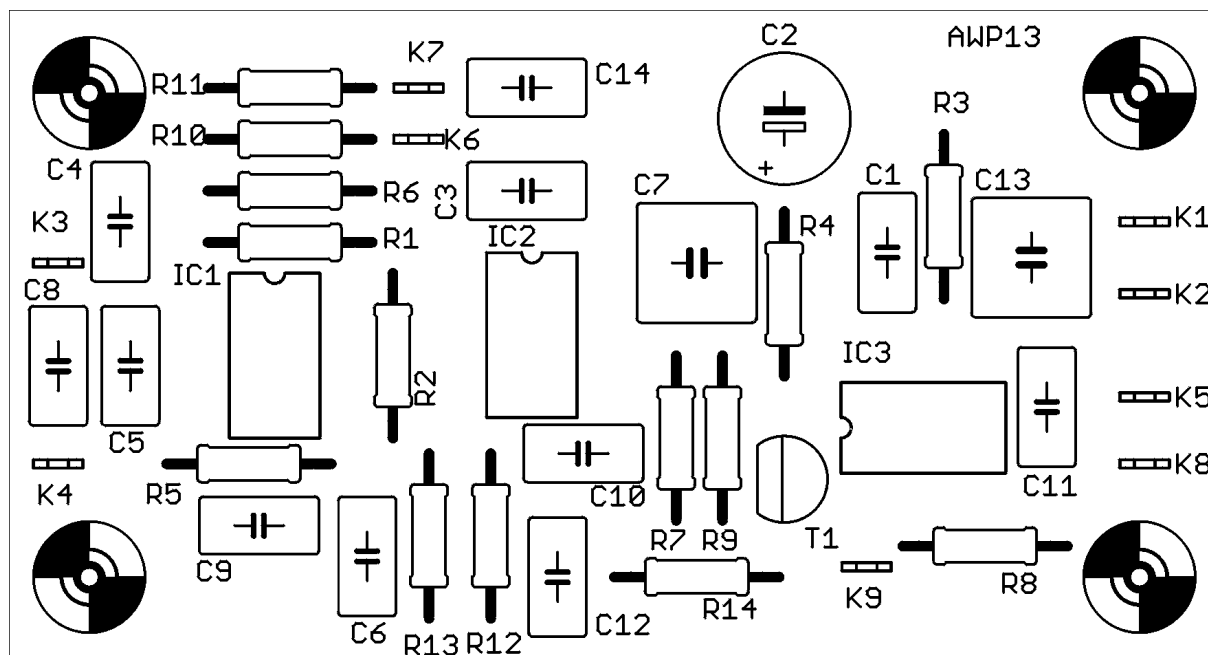 C2
AWP13
K7
C14
R11
R3
R10
K6
C4
C7
C1
C13
R6
C3
K3
K1
R4
R1
IC2
IC1
C8
K2
IC3
R2
K5
C5
K8
R5
K4
C10
C11
R7
R9
T1
C9
R8
K9
R14
C6
R13
R12
C12
+